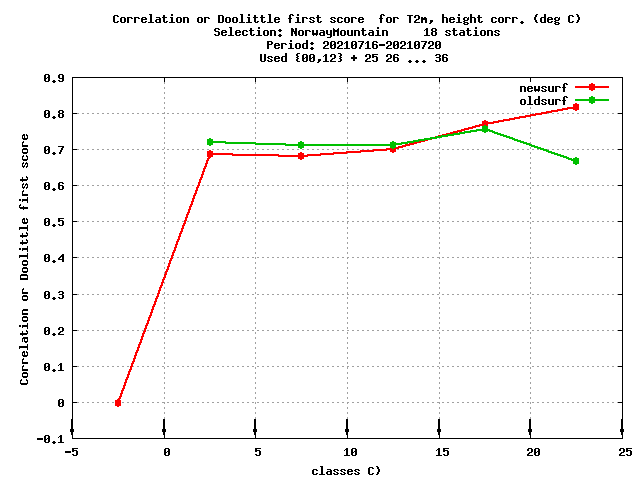 Correlation or Doolittle first score  for T2m, height corr. (deg C)
Selection: NorwayMountain     18 stations
Period: 20210716-20210720
Used {00,12} + 25 26 ... 36
newsurf
oldsurf
Correlation or Doolittle first score
0.9
0.8
0.7
0.6
0.5
0.4
0.3
0.2
0.1
0
-0.1
-5 0 5 10 15 20 25
classes C)